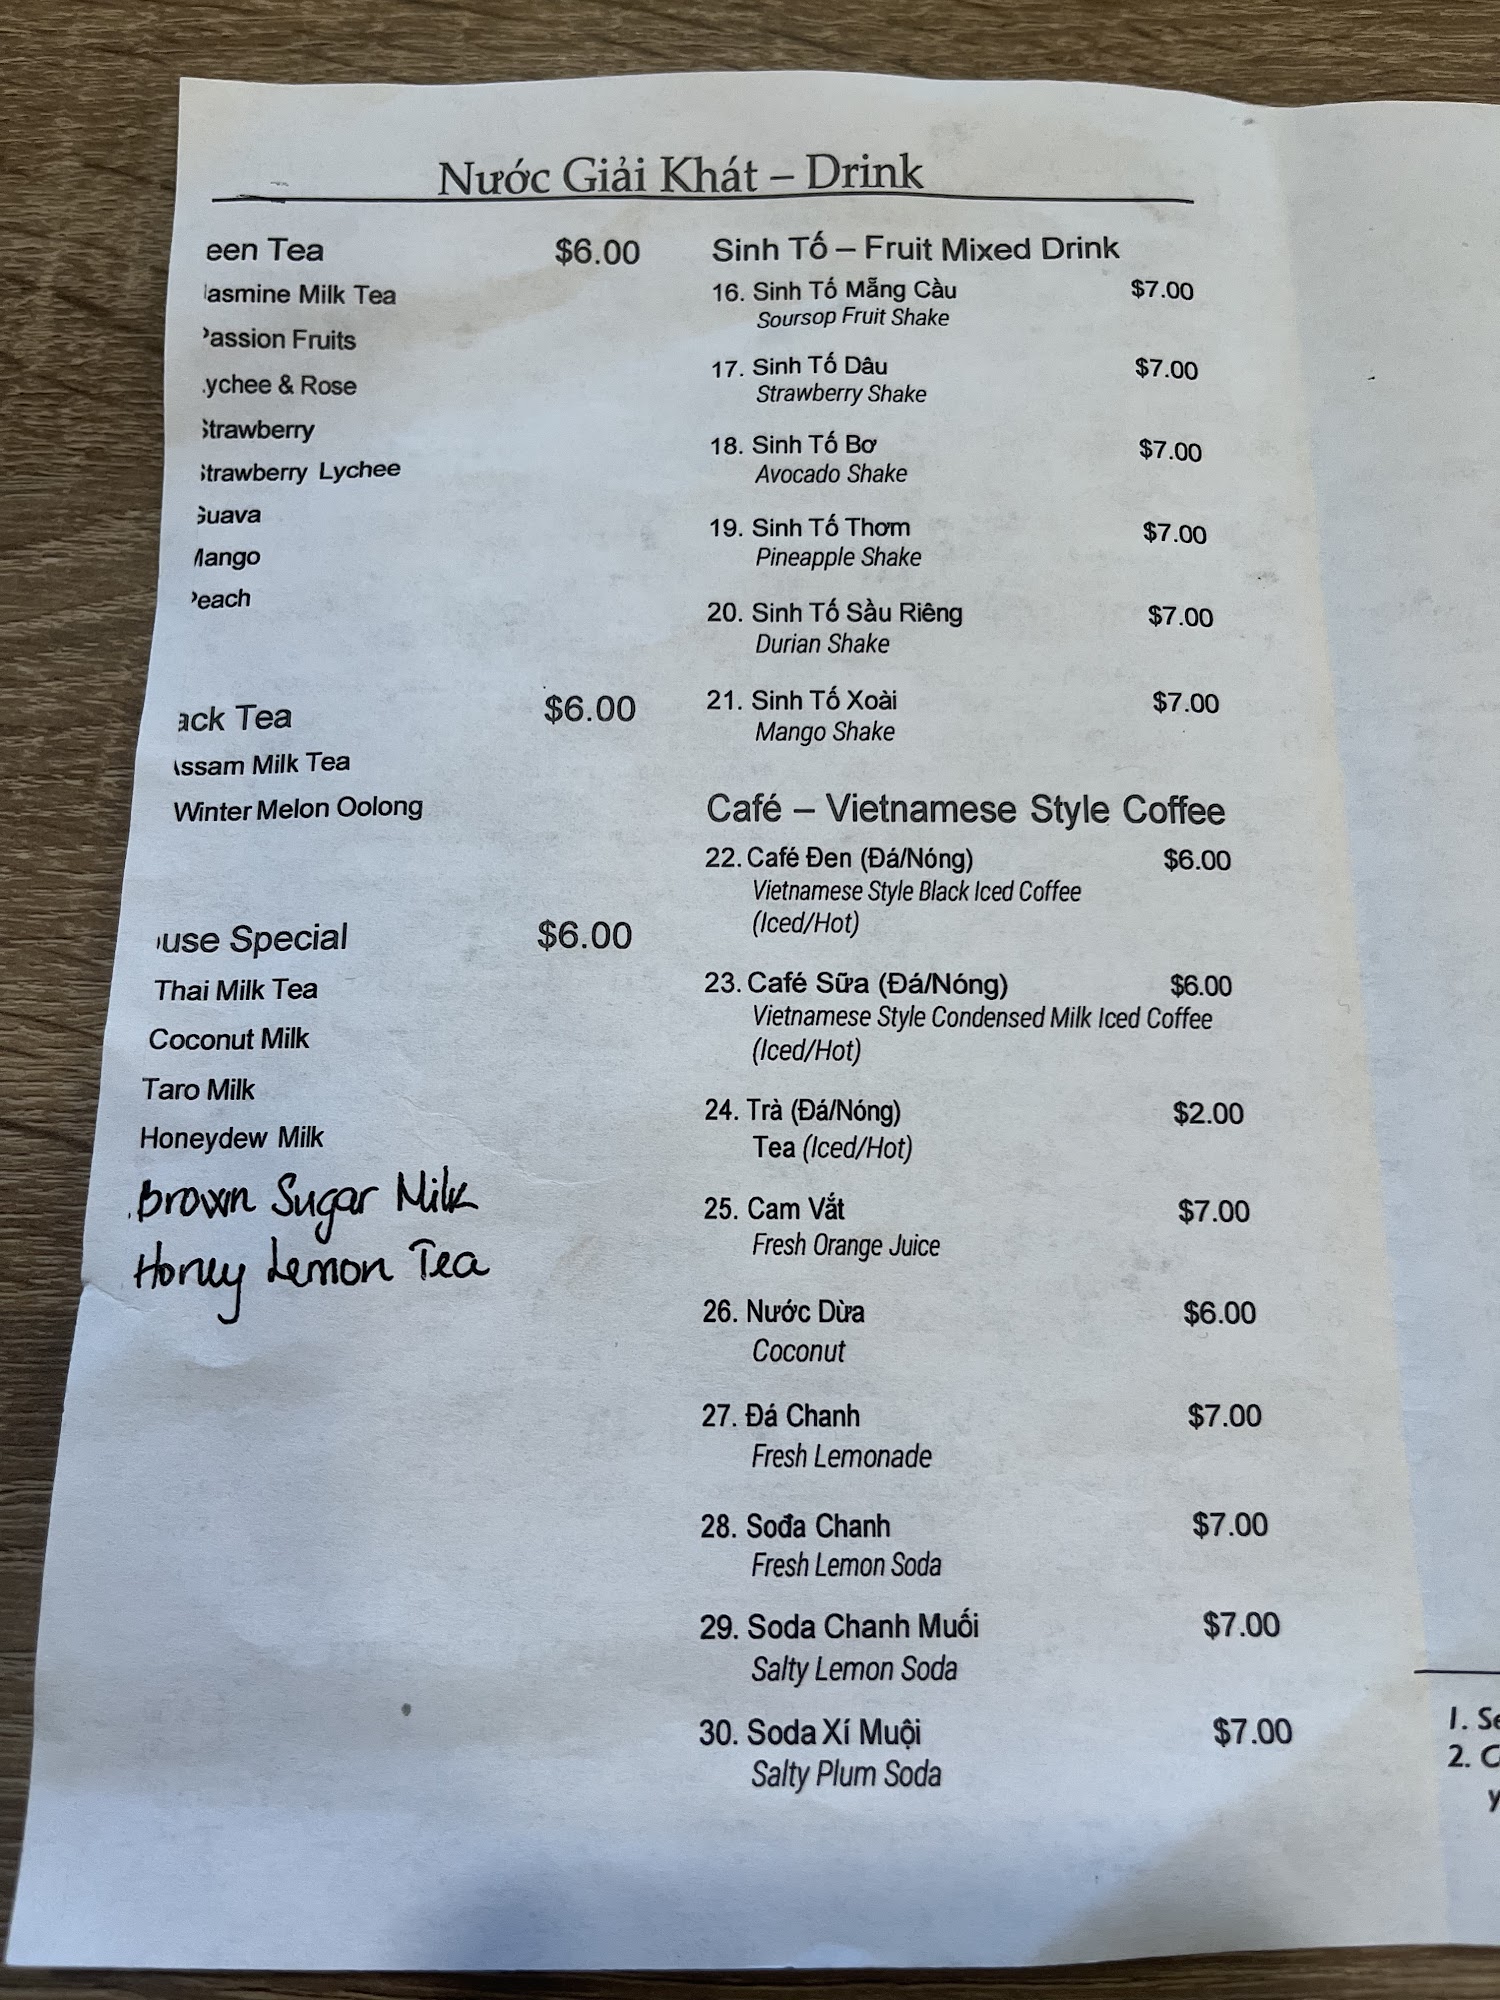 Nước Giải Khát – Drink
een Tea $6.00
asmine Milk Tea
assion Fruits
ychee & Rose
trawberry
trawberry Lychee
uava
ango
each
ack Tea $6.00
ssam Milk Tea
Winter Melon Oolong
use Special $6.00
Thai Milk Tea
Coconut Milk
Taro Milk
Honeydew Milk
Brown Sugar Milk
Honey Lemon Tea
Sinh Tố – Fruit Mixed Drink
16. Sinh Tố Mẵng Cầu $7.00
Soursop Fruit Shake
17. Sinh Tố Dâu $7.00
Strawberry Shake
18. Sinh Tố Bơ $7.00
Avocado Shake
19. Sinh Tố Thơm $7.00
Pineapple Shake
20. Sinh Tố Sầu Riêng $7.00
Durian Shake
21. Sinh Tố Xoài $7.00
Mango Shake
Café – Vietnamese Style Coffee
22. Café Đen (Đá/Nóng) $6.00
Vietnamese Style Black Iced Coffee
(Iced/Hot)
23. Café Sữa (Đá/Nóng) $6.00
Vietnamese Style Condensed Milk Iced Coffee
(Iced/Hot)
24. Trà (Đá/Nóng) $2.00
Tea (Iced/Hot)
25. Cam Vắt $7.00
Fresh Orange Juice
26. Nước Dừa $6.00
Coconut
27. Đá Chanh $7.00
Fresh Lemonade
28. Sođa Chanh $7.00
Fresh Lemon Soda
29. Soda Chanh Muối $7.00
Salty Lemon Soda
30. Soda Xí Muội $7.00
Salty Plum Soda
1. Se
2. C
y